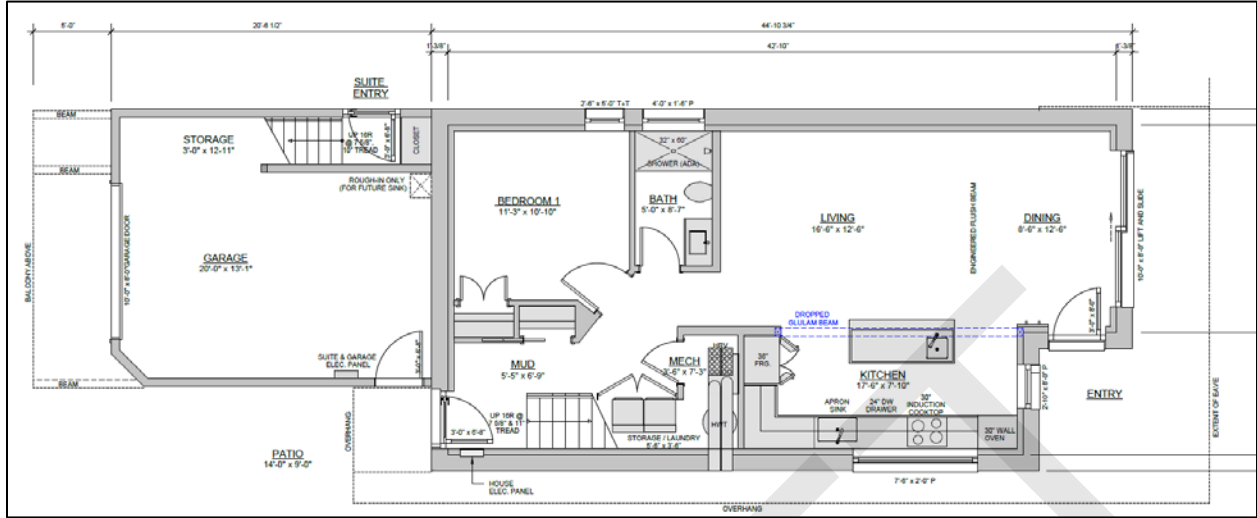 5'-0"
20'-6 1/2"
44'-10 3/4"
42'-10"
BEAM
SUITE
ENTRY
2'-6" x 5'-0" T+T
4'-0" x 1'-6" P
STORAGE
3'-0" x 12'-11"
UP 16R
@ 7 5/8",
10" TREAD
CLOSET
32" x 60"
SHOWER (ADA)
BEAM
ROUGH-IN ONLY
(FOR FUTURE SINK)
BEDROOM 1
11'-3" x 10'-10"
BATH
5'-0" x 8'-7"
LIVING
16'-6" x 12'-6"
ENGINEERED FLUSH BEAM
DINING
8'-6" x 12'-6"
10'-0" x 8'-0" LIFT AND SLIDE
BALCONY ABOVE
GARAGE
20'-0" x 13'-1"
DROPPED
GLULAM BEAM
SUITE & GARAGE
ELEC. PANEL
MUD
5'-5" x 6'-9"
MECH
3'-6" x 7'-3"
HRV
36"
FRG.
KITCHEN
17'-6" x 7'-10"
2'-10" x 8'-0" P
ENTRY
EXTENT OF EAVE
BEAM
OVERHANG
UP 16R @
7 5/8" & 11"
TREAD
3'-0" x 6'-8"
APRON
SINK
24" DW
DRAWER
30"
INDUCTION
COOKTOP
30" WALL
OVEN
HWT
STORAGE / LAUNDRY
5'-6" x 3'-6"
PATIO
14'-0" x 9'-0"
HOUSE
ELEC. PANEL
7'-6" x 2'-0" P
OVERHANG